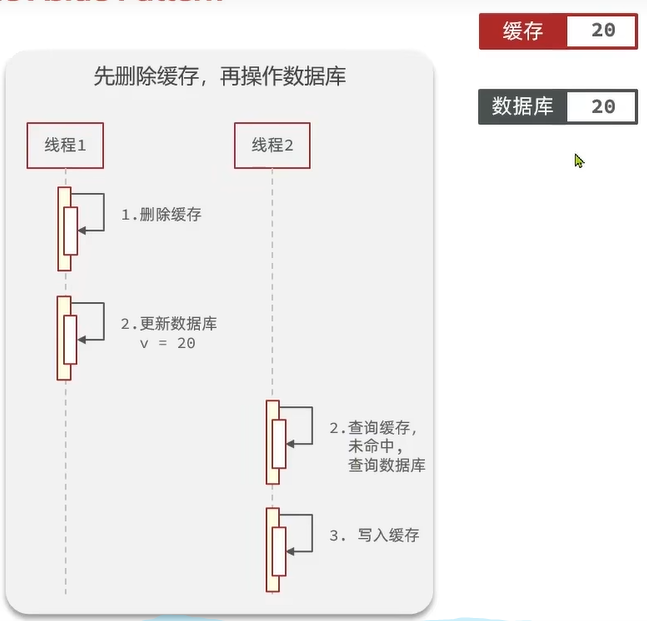 缓存 20
数据库 20
先删除缓存，再操作数据库
线程1
线程2
1.删除缓存
2.更新数据库
v = 20
2.查询缓存，
未命中，
查询数据库
3. 写入缓存